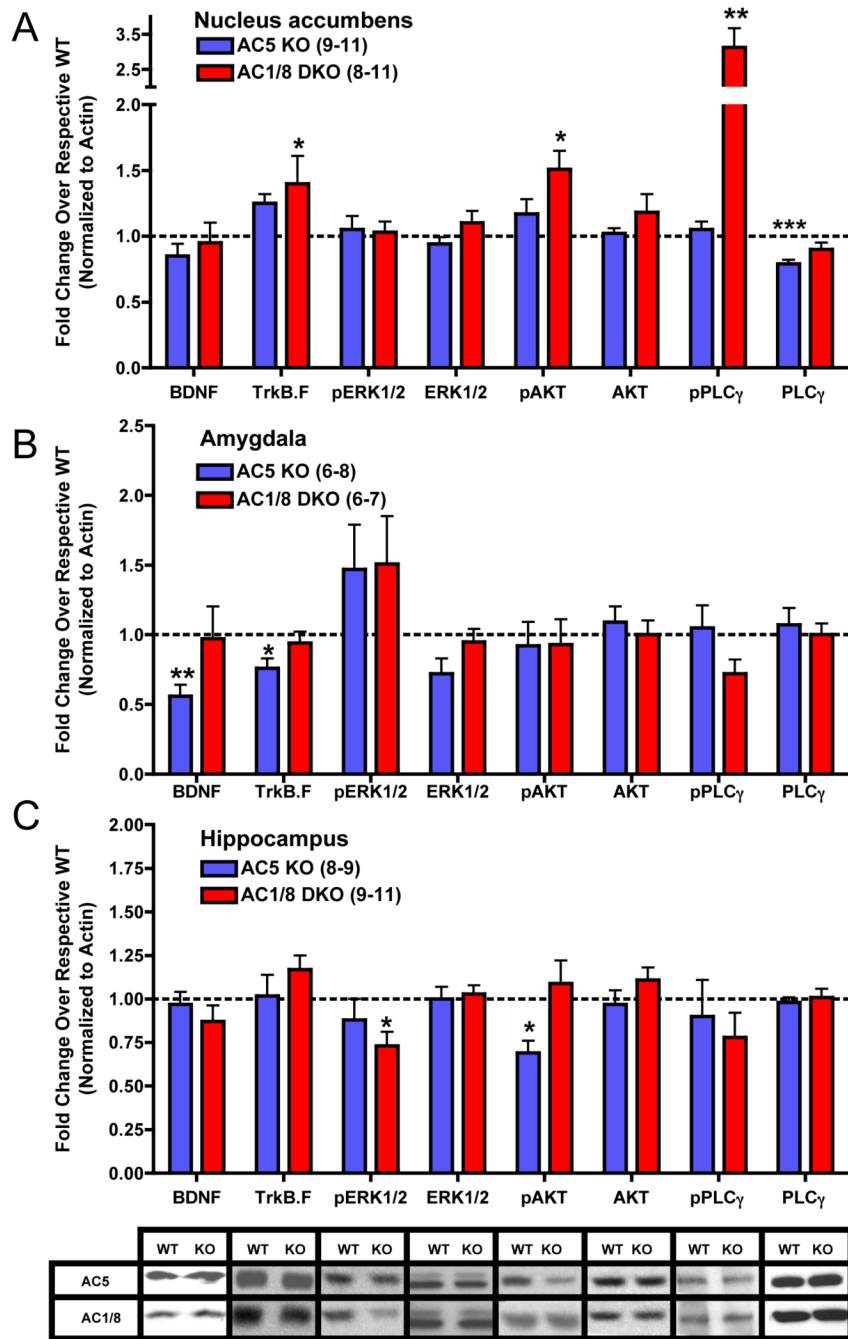 A
Nucleus accumbens
AC5 KO (9-11)
AC1/8 DKO (8-11)
Fold Change Over Respective WT
(Normalized to Actin)
3.5
2.5
2.0
1.5
1.0
0.5
0.0
*
*
**
***
BDNF TrkB.F pERK1/2 ERK1/2 pAKT AKT pPLCγ PLCγ
B
Amygdala
AC5 KO (6-8)
AC1/8 DKO (6-7)
Fold Change Over Respective WT
(Normalized to Actin)
2.5
2.0
1.5
1.0
0.5
0.0
**
*
BDNF TrkB.F pERK1/2 ERK1/2 pAKT AKT pPLCγ PLCγ
C
Hippocampus
AC5 KO (8-9)
AC1/8 DKO (9-11)
Fold Change Over Respective WT
(Normalized to Actin)
2.00
1.75
1.50
1.25
1.00
0.75
0.50
0.25
0.00
*
*
BDNF TrkB.F pERK1/2 ERK1/2 pAKT AKT pPLCγ PLCγ
WT KO WT KO WT KO WT KO WT KO WT KO WT KO WT KO
AC5
AC1/8